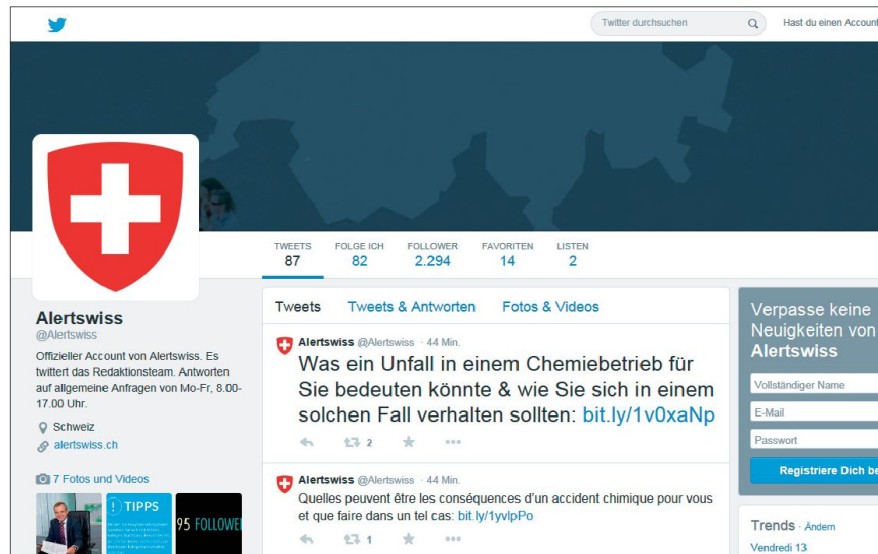 Twitter durchsuchen
Hast du einen Account
TWEETS FOLGE ICH FOLLOWER FAVORITEN LISTEN
87 82 2.294 14 2
Alertswiss
@Alertswiss
Offizieller Account von Alertswiss. Es
twittert das Redaktionsteam. Antworten
auf allgemeine Anfragen von Mo-Fr, 8.00-
17.00 Uhr.
Schweiz
alertswiss.ch
7 Fotos und Videos
TIPPS
95 FOLLOWE
Tweets Tweets & Antworten Fotos & Videos
Alertswiss @Alertswiss · 44 Min.
Was ein Unfall in einem Chemiebetrieb für
Sie bedeuten könnte & wie Sie sich in einem
solchen Fall verhalten sollten: bit.ly/1v0xaNp
2
Alertswiss @Alertswiss · 44 Min.
Quelles peuvent être les conséquences d'un accident chimique pour vous
et que faire dans un tel cas: bit.ly/1yvlpPo
1
Verpasse keine
Neuigkeiten von
Alertswiss
Vollständiger Name
E-Mail
Passwort
Registriere Dich be
Trends · Ändern
Vendredi 13